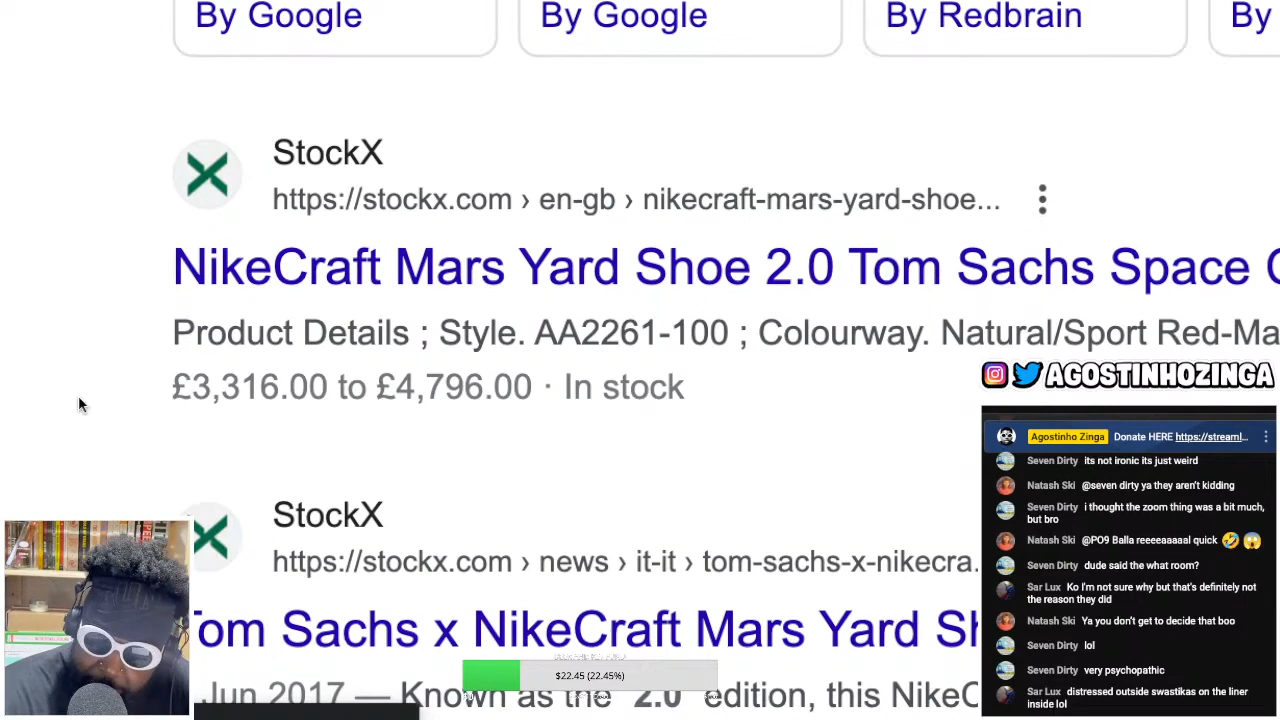 By Google
By Google
By Redbrain
By
StockX
https://stockx.com › en-gb › nikecraft-mars-yard-shoe...
NikeCraft Mars Yard Shoe 2.0 Tom Sachs Space
Product Details ; Style. AA2261-100 ; Colourway. Natural/Sport Red-Ma
£3,316.00 to £4,796.00 · In stock
AGOSTINHOZINGA
Agostinho Zinga Donate HERE https://streaml...
Seven Dirty its not ironic its just weird
Natash Ski @seven dirty ya they aren't kidding
Seven Dirty i thought the zoom thing was a bit much,
but bro
Natash Ski @PO9 Balla reeeeaaaaal quick 🤣 😱
Seven Dirty dude said the what room?
Sar Lux Ko I'm not sure why but that's definitely not
the reason they did
Natash Ski Ya you don't get to decide that boo
Seven Dirty lol
Seven Dirty very psychopathic
Sar Lux distressed outside swastikas on the liner
inside lol
StockX
https://stockx.com › news › it-it › tom-sachs-x-nikecra.
Tom Sachs x NikeCraft Mars Yard Sh
$22.45 (22.45%)
Jun 2017 — Known as the "2.0" edition, this NikeC